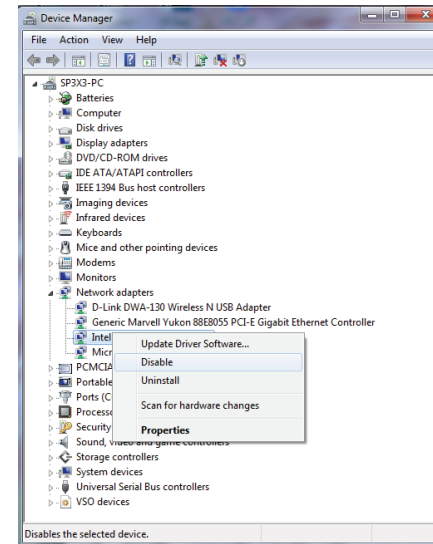 Device Manager
File Action View Help
SP3X3-PC
Batteries
Computer
Disk drives
Display adapters
DVD/CD-ROM drives
IDE ATA/ATAPI controllers
IEEE 1394 Bus host controllers
Imaging devices
Infrared devices
Keyboards
Mice and other pointing devices
Modems
Monitors
Network adapters
D-Link DWA-130 Wireless N USB Adapter
Generic Marvell Yukon 88E8055 PCI-E Gigabit Ethernet Controller
Intel
Update Driver Software...
Disable
Uninstall
Scan for hardware changes
Properties
Micr
PCMCIA
Portable
Ports (C
Processo
Security
Sound, video and game controllers
Storage controllers
System devices
Universal Serial Bus controllers
VSO devices
Disables the selected device.